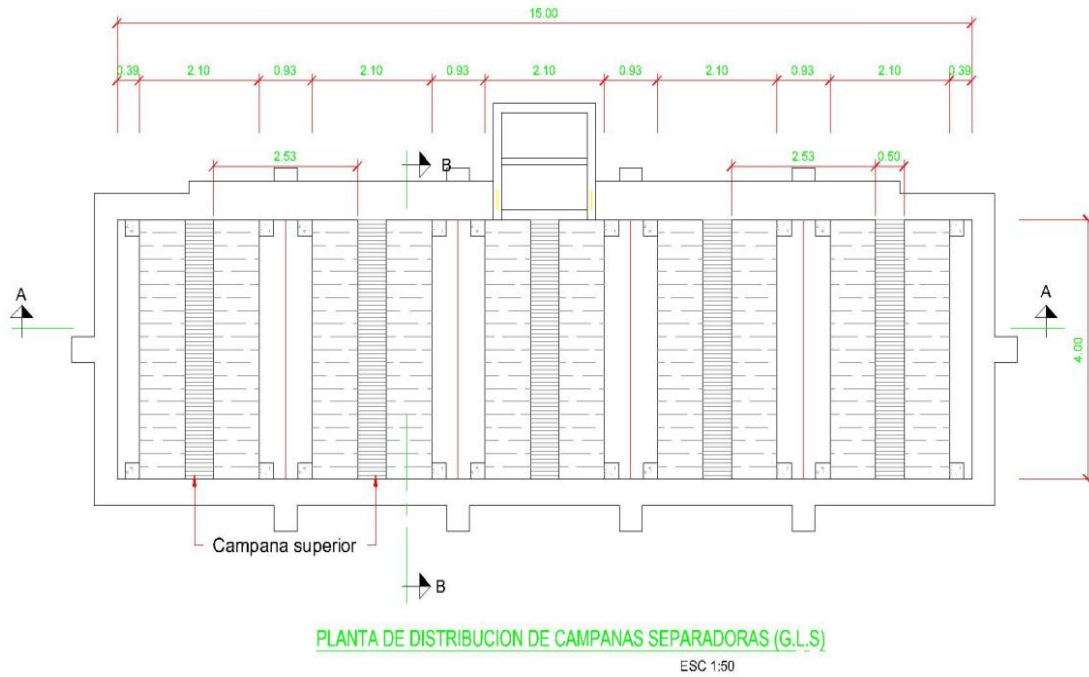 15.00
0.39 2.10 0.93 2.10 0.93 2.10 0.93 2.10 0.93 2.10 0.39
2.53 B 2.53 0.50
A A
4.00
Campana superior
B
PLANTA DE DISTRIBUCION DE CAMPANAS SEPARADORAS (G.L.S)
ESC 1:50